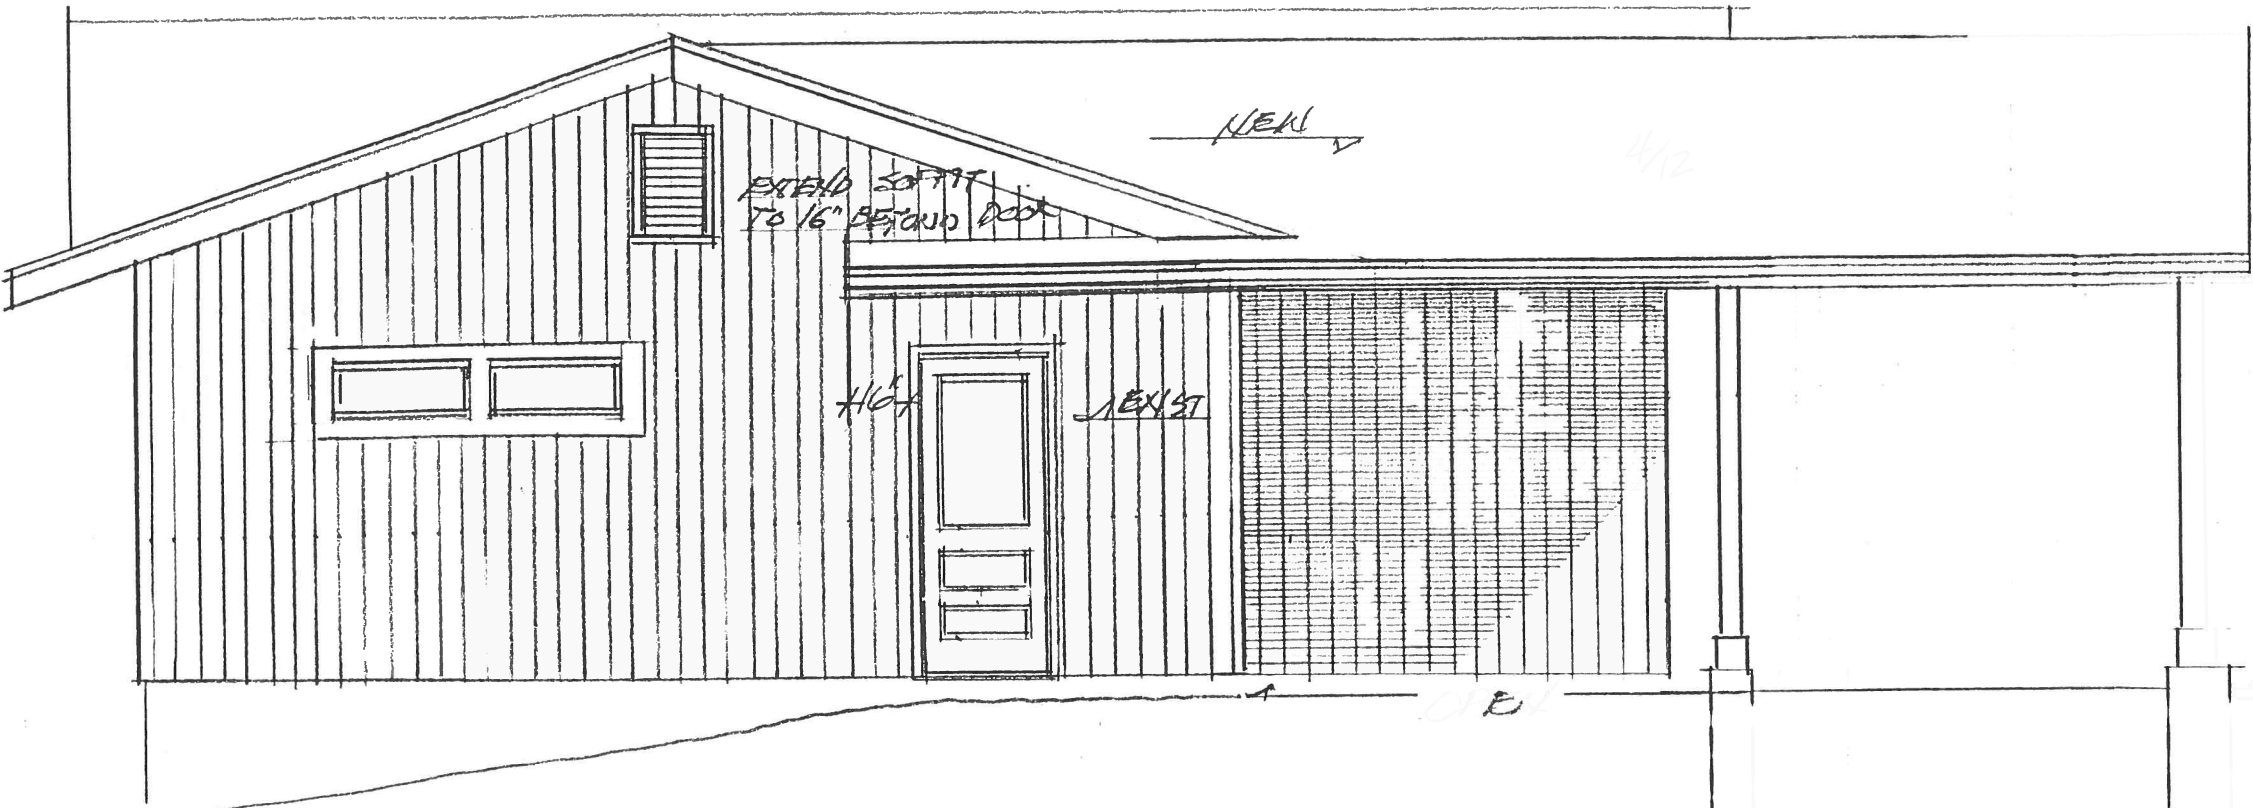 NEW
4/12
EXTEND SOFFIT
TO 16" BEYOND DOOR
16"
EXIST